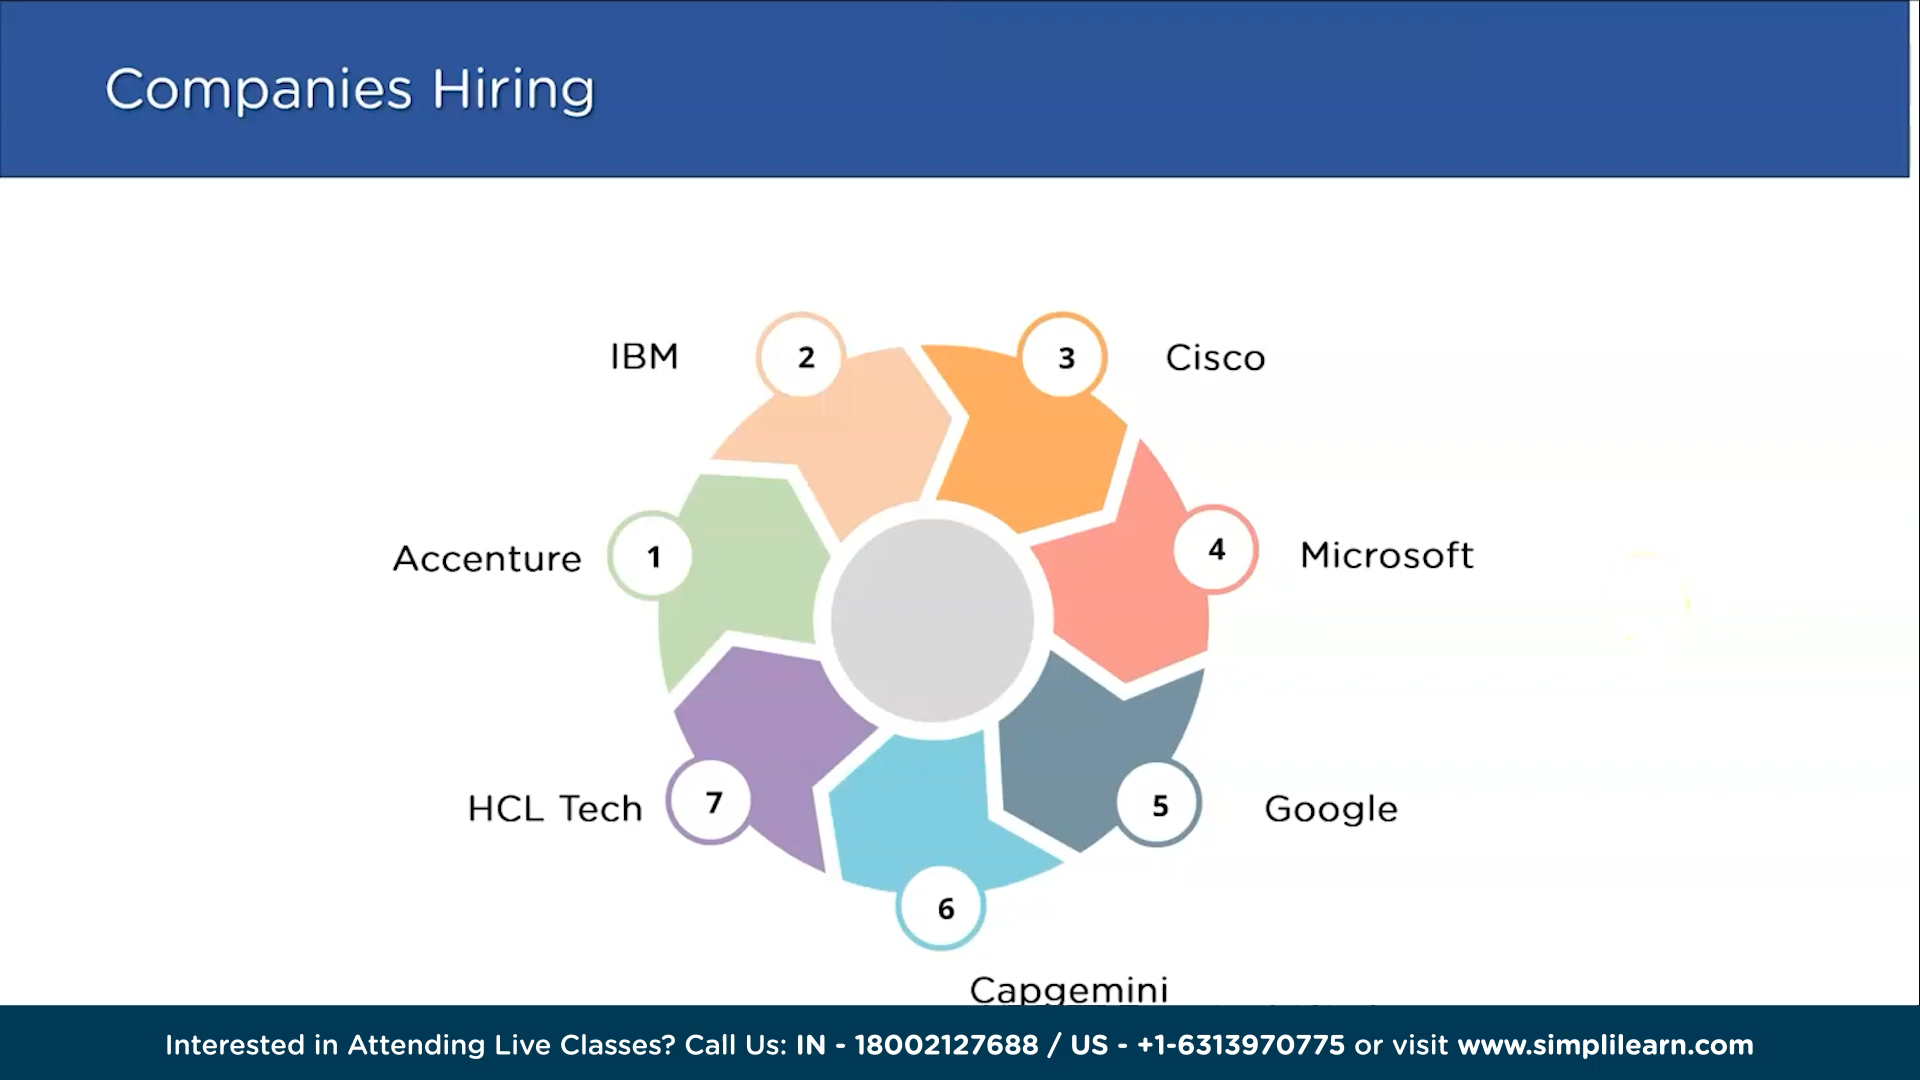 Companies Hiring
IBM 2 3 Cisco
Accenture 1 4 Microsoft
HCL Tech 7 5 Google
6
Capgemini
Interested in Attending Live Classes? Call Us: IN - 18002127688 / US - +1-6313970775 or visit www.simplilearn.com